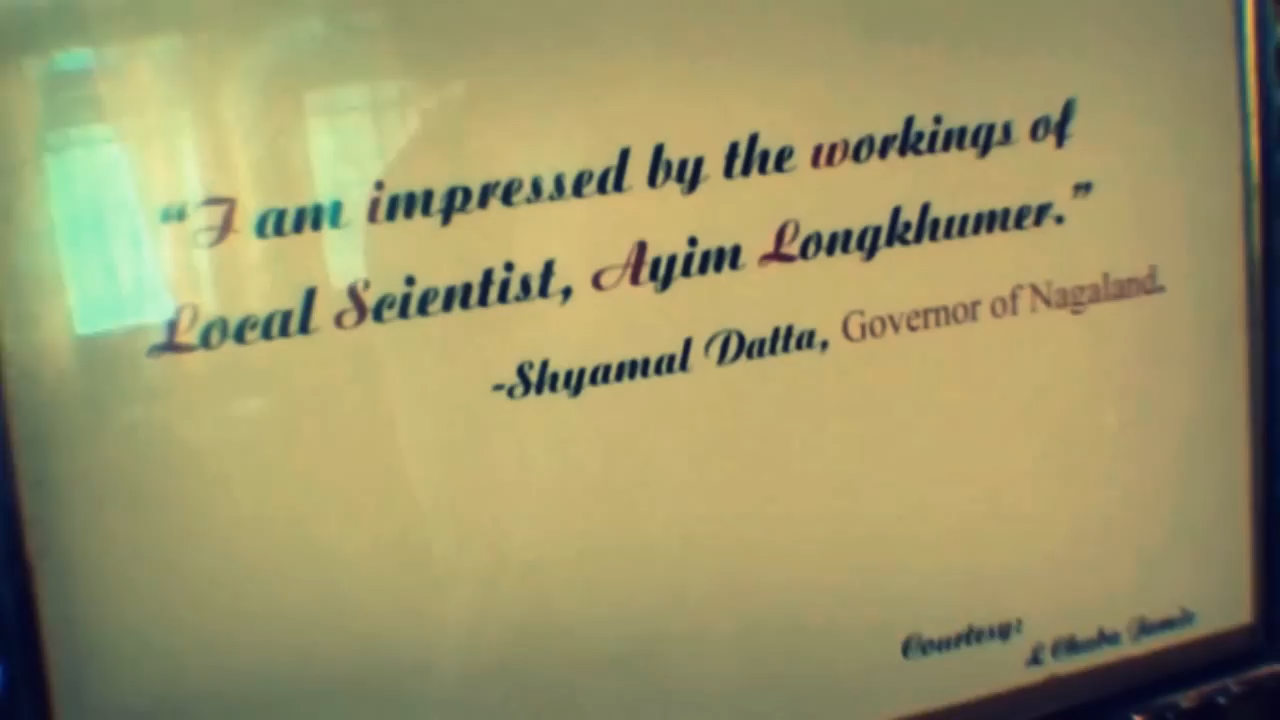 “I am impressed by the workings of
Local Scientist, Ayim Longkhumer.”
-Shyamal Datta, Governor of Nagaland.
Courtesy: